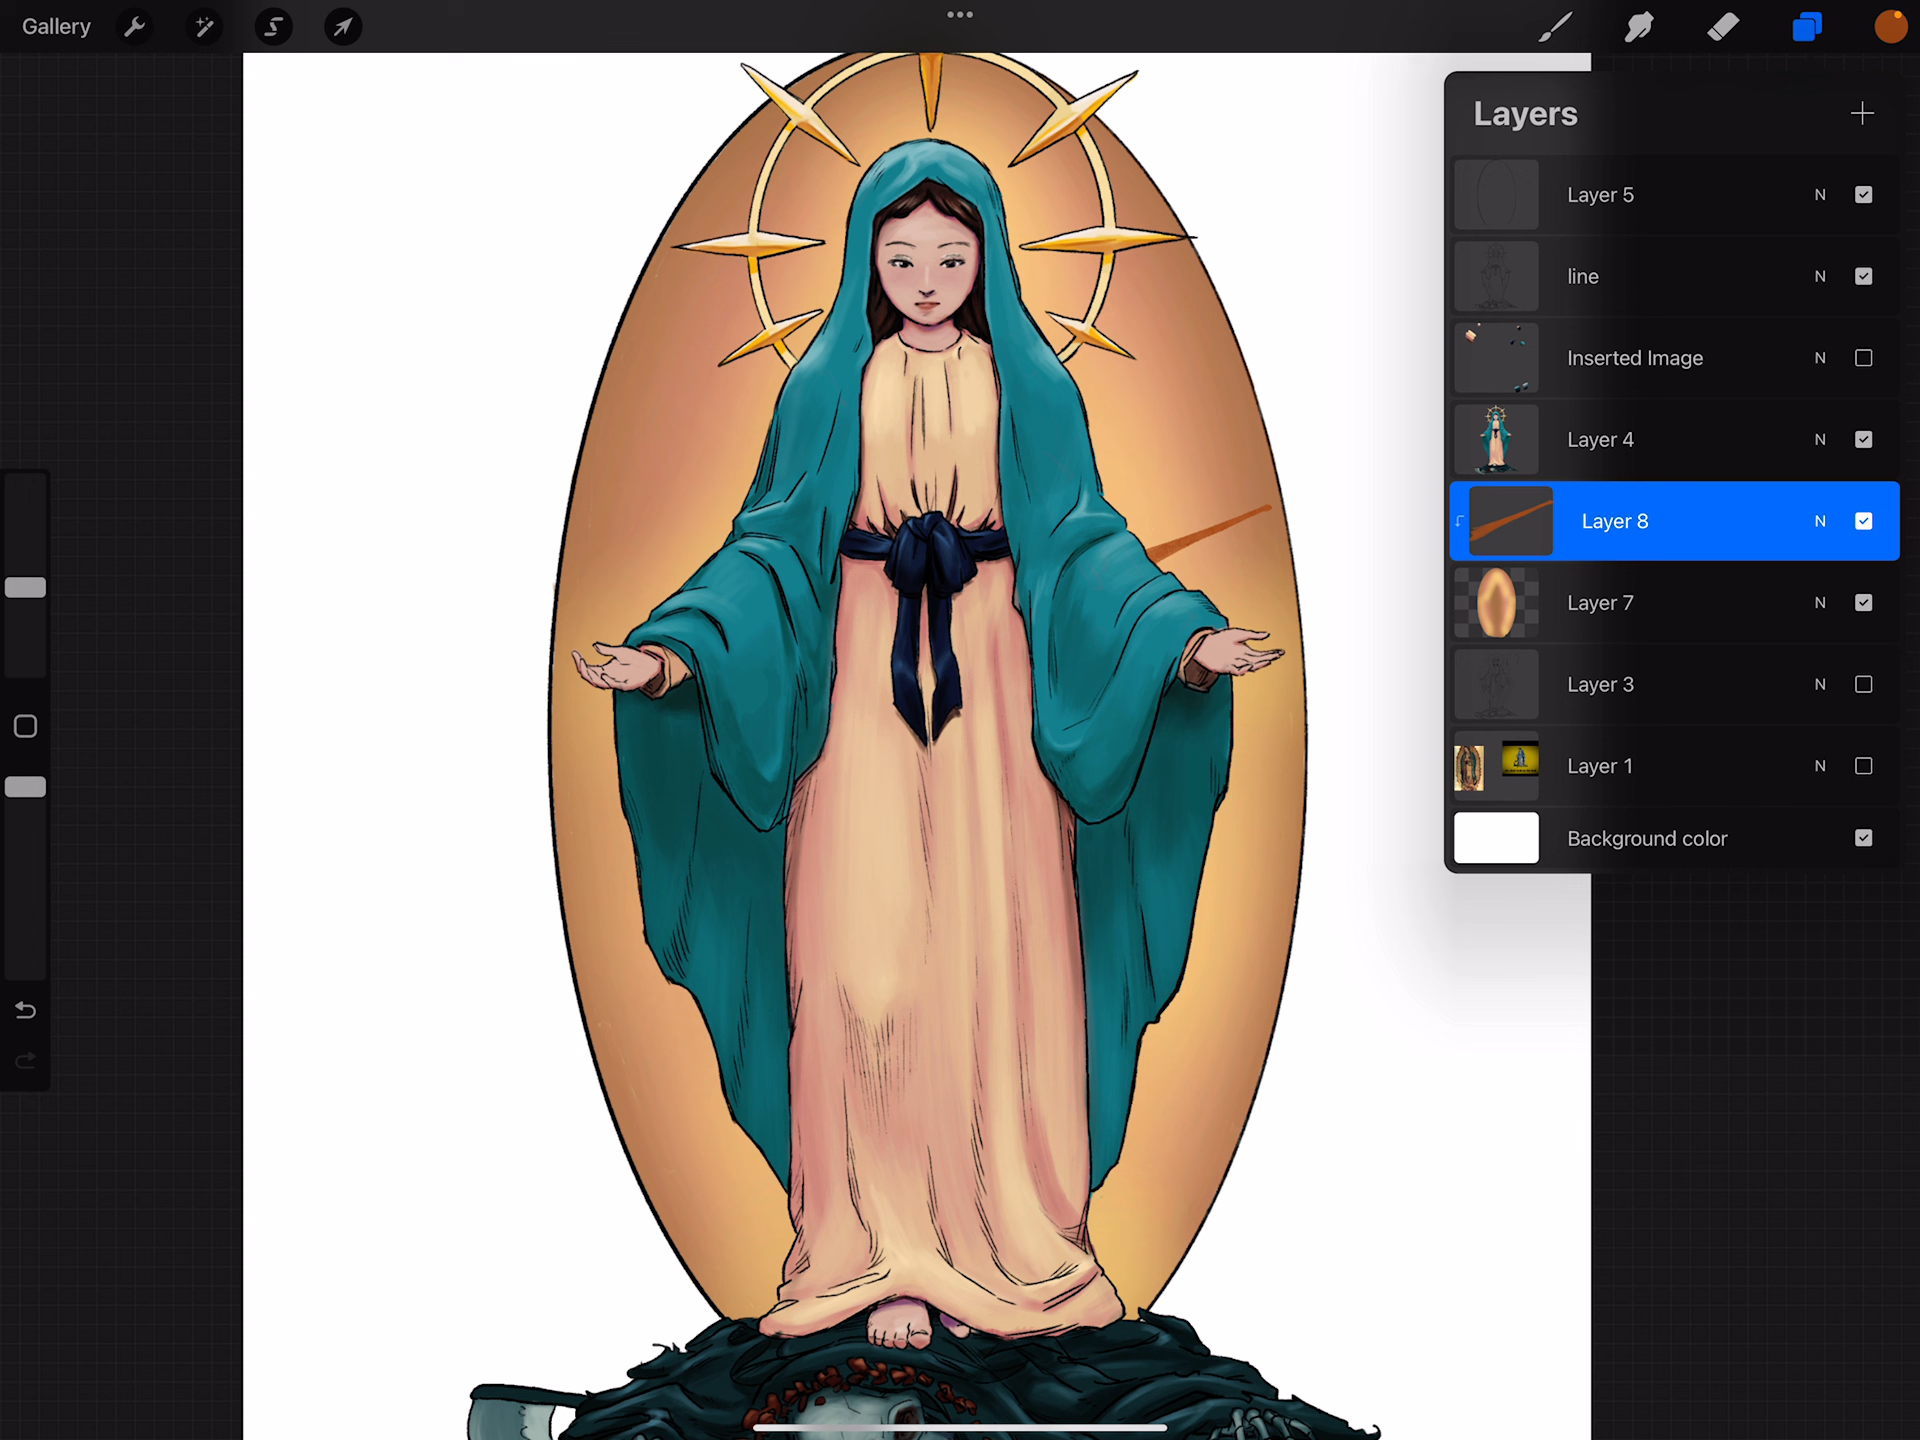 Gallery
Layers
Layer 5 N
line N
Inserted Image N
Layer 4 N
Layer 8 N
Layer 7 N
Layer 3 N
Layer 1 N
Background color